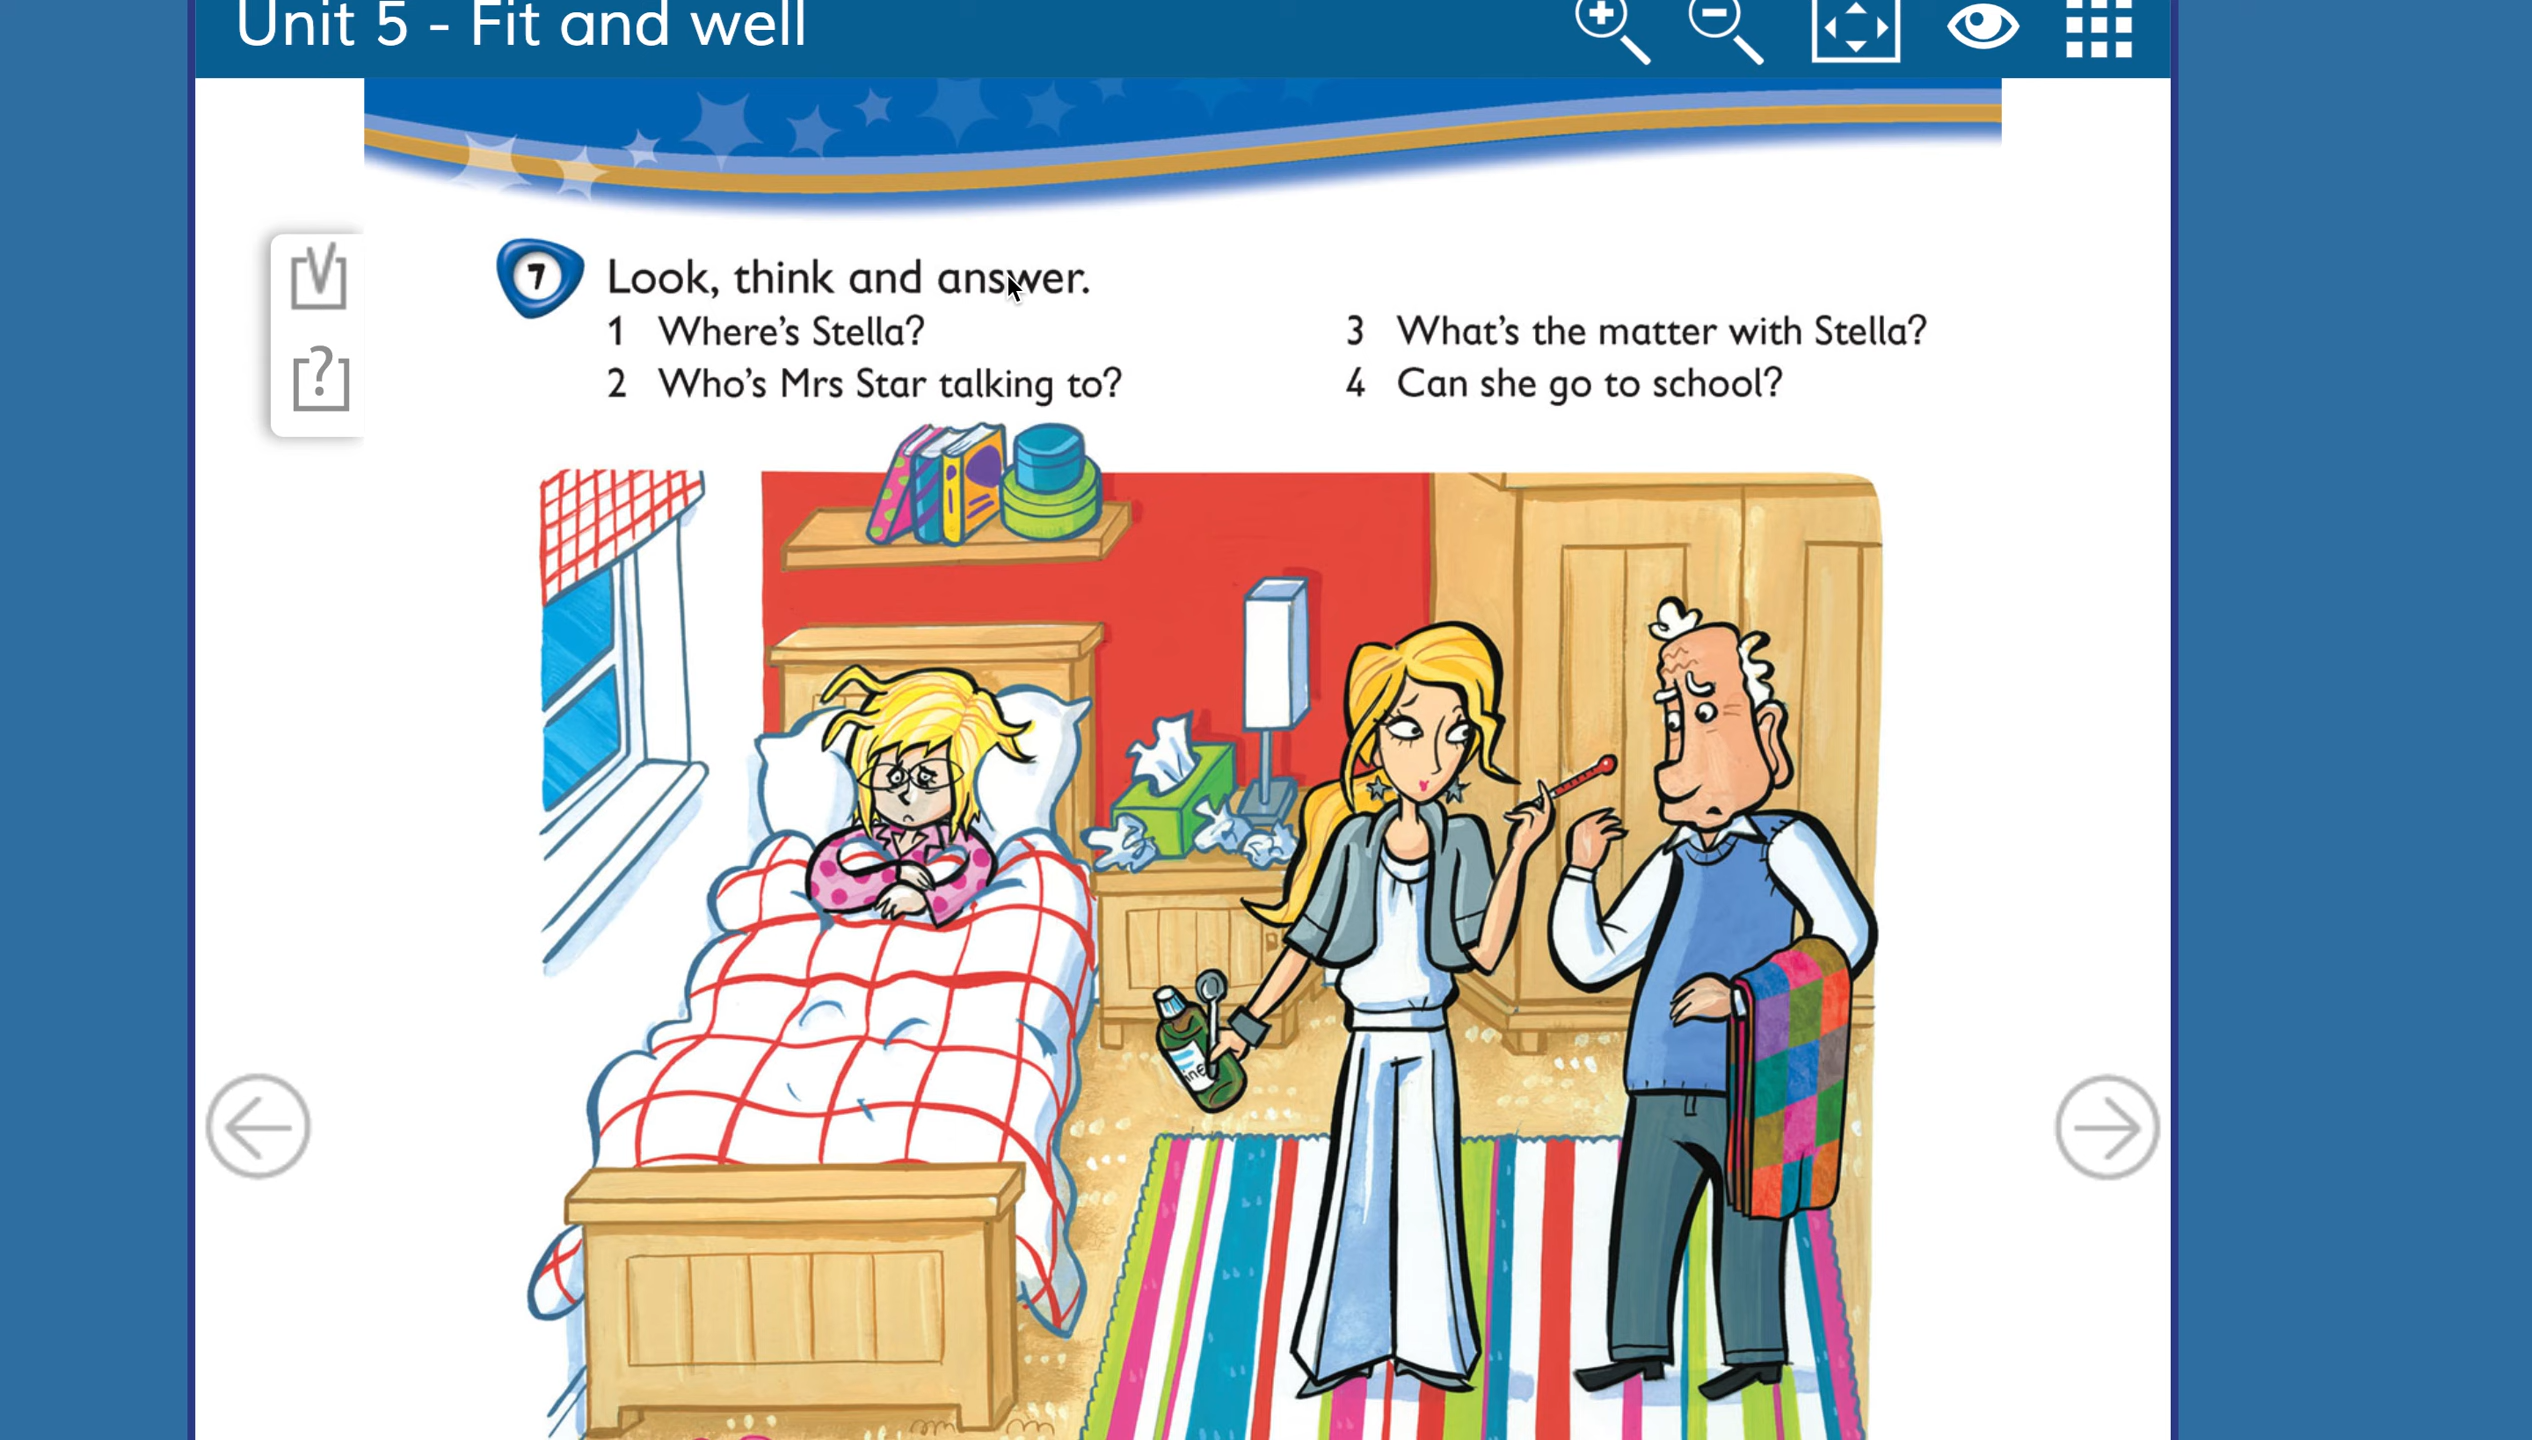 Unit 5 - Fit and well
7 Look, think and answer.
1 Where's Stella?
2 Who's Mrs Star talking to?
3 What's the matter with Stella?
4 Can she go to school?